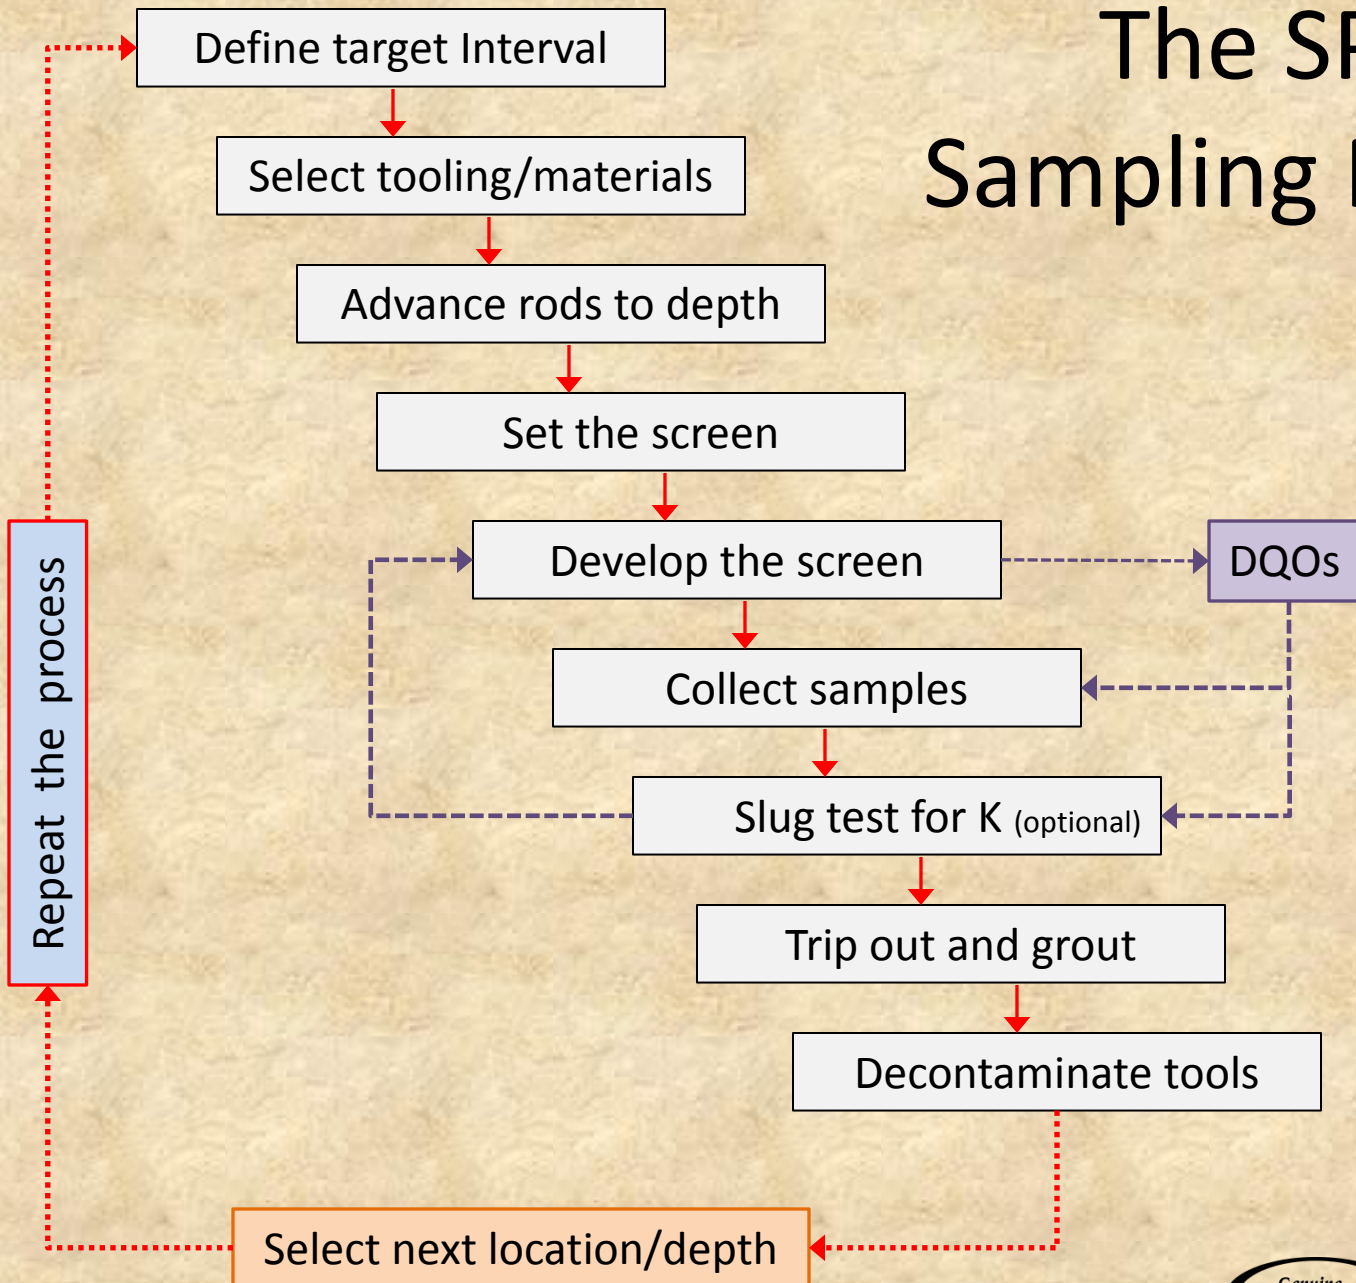 The SP
Sampling
Define target Interval
Select tooling/materials
Advance rods to depth
Set the screen
Develop the screen
DQOs
Collect samples
Slug test for K (optional)
Trip out and grout
Decontaminate tools
Select next location/depth
Repeat the process
Genuine